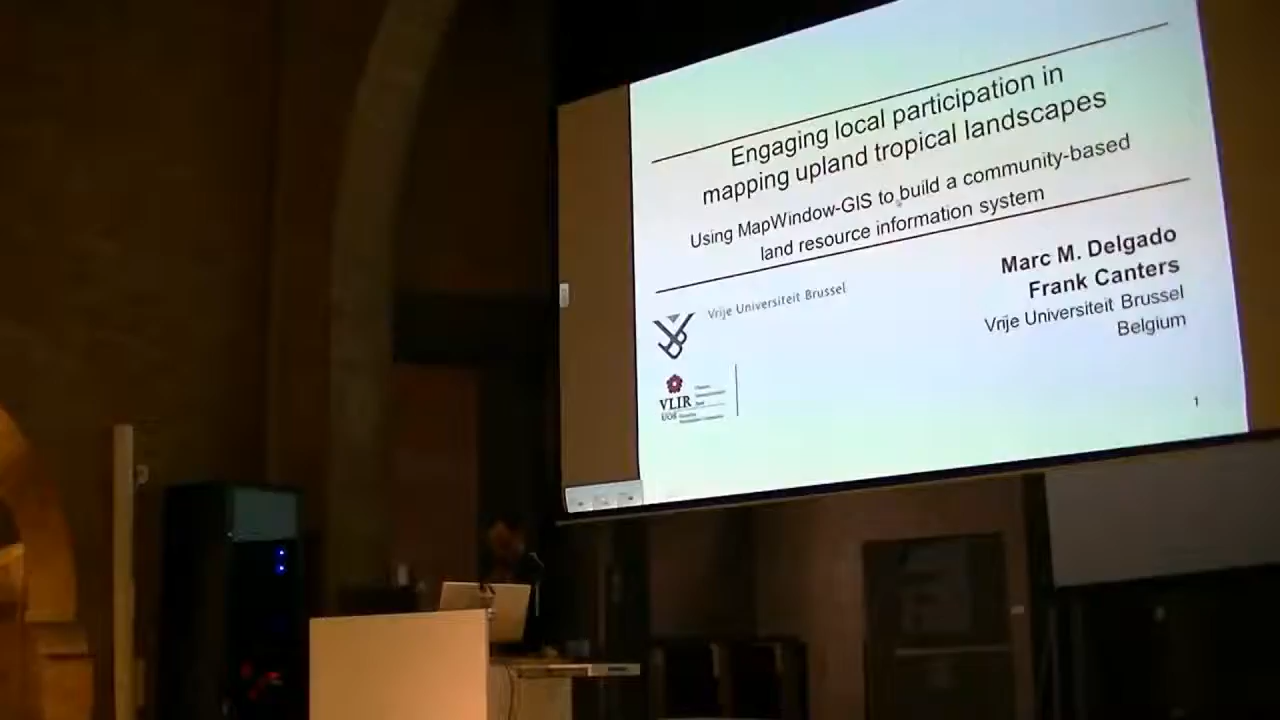 Engaging local participation in
mapping upland tropical landscapes
Using MapWindow-GIS to build a community-based
land resource information system
Marc M. Delgado
Frank Canters
Vrije Universiteit Brussel
Belgium
Vrije Universiteit Brussel
VLIR
UOS
1